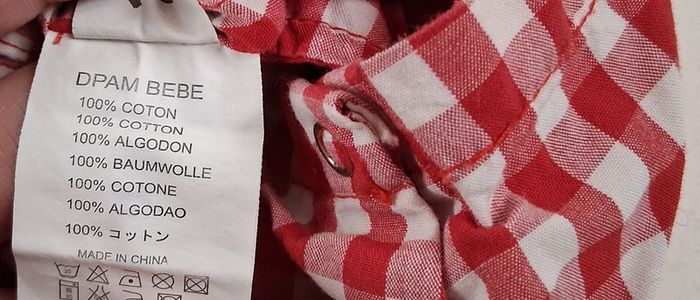 DPAM BEBE
100% COTON
100% COTTON
100% ALGODON
100% BAUMWOLLE
100% COTONE
100% ALGODAO
100% コットン
MADE IN CHINA